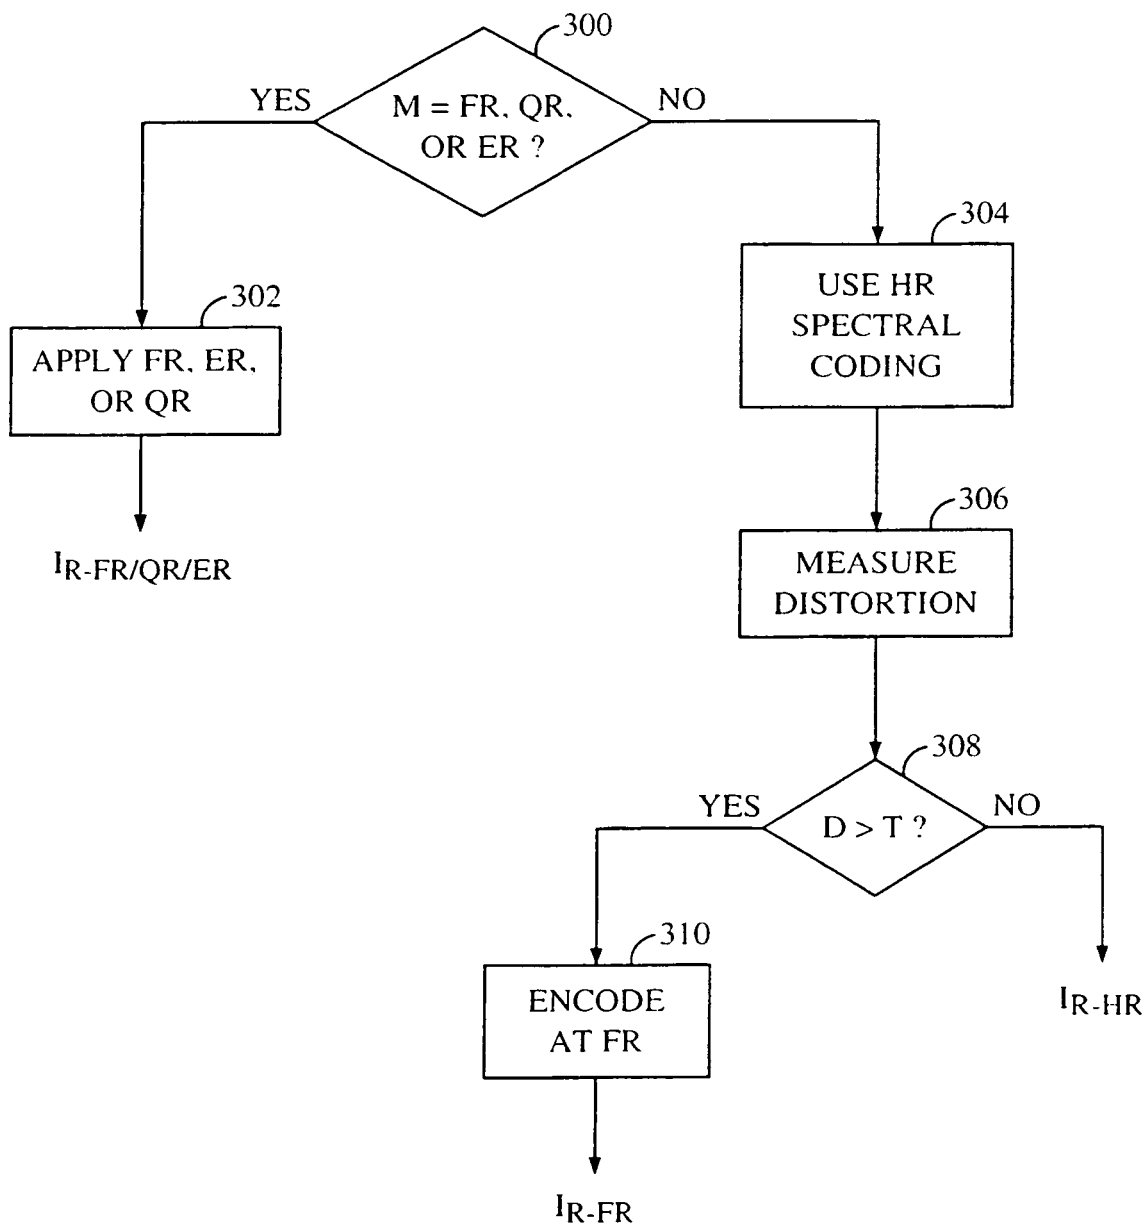 300
YES
M = FR, QR,
OR ER ?
NO
304
USE HR
SPECTRAL
CODING
302
APPLY FR, ER,
OR QR
306
MEASURE
DISTORTION
IR-FR/QR/ER
308
YES
D > T ?
NO
310
ENCODE
AT FR
IR-HR
IR-FR